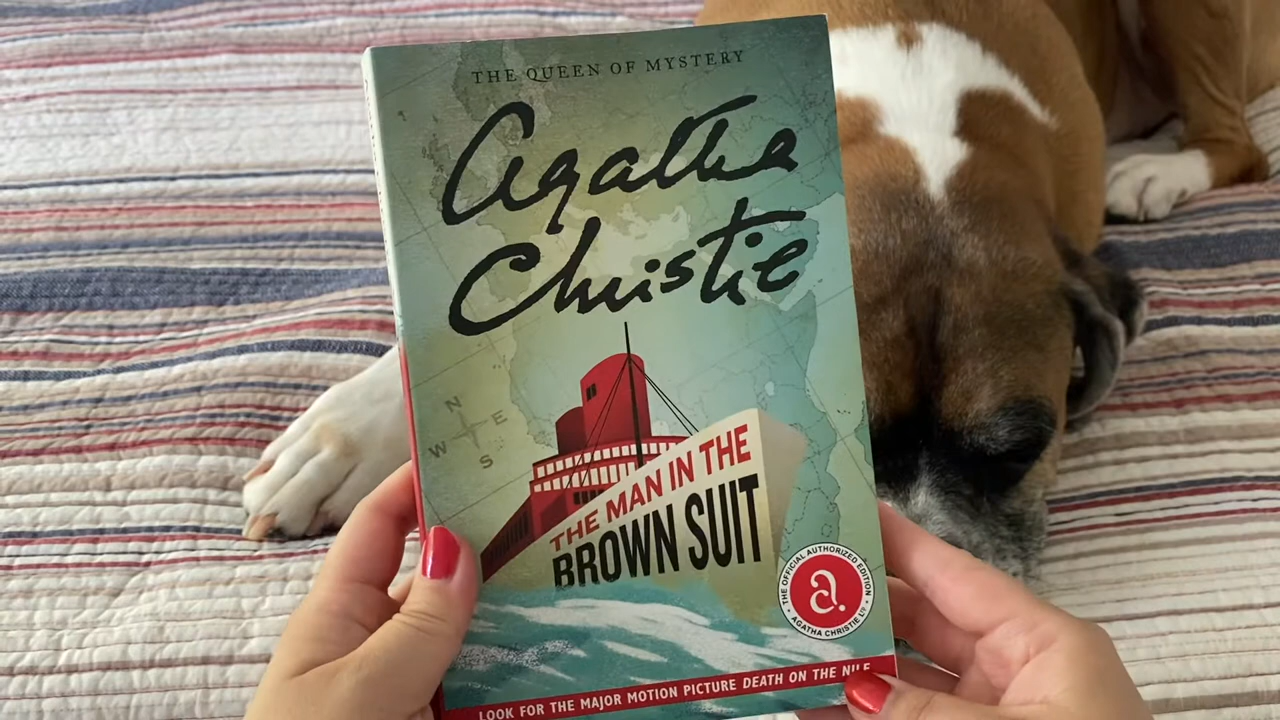 THE QUEEN OF MYSTERY
Agatha
Christie
N
W E
S
THE MAN IN THE
BROWN SUIT
THE OFFICIAL AUTHORIZED EDITION
a.
AGATHA CHRISTIE LTD
LOOK FOR THE MAJOR MOTION PICTURE DEATH ON THE NILE